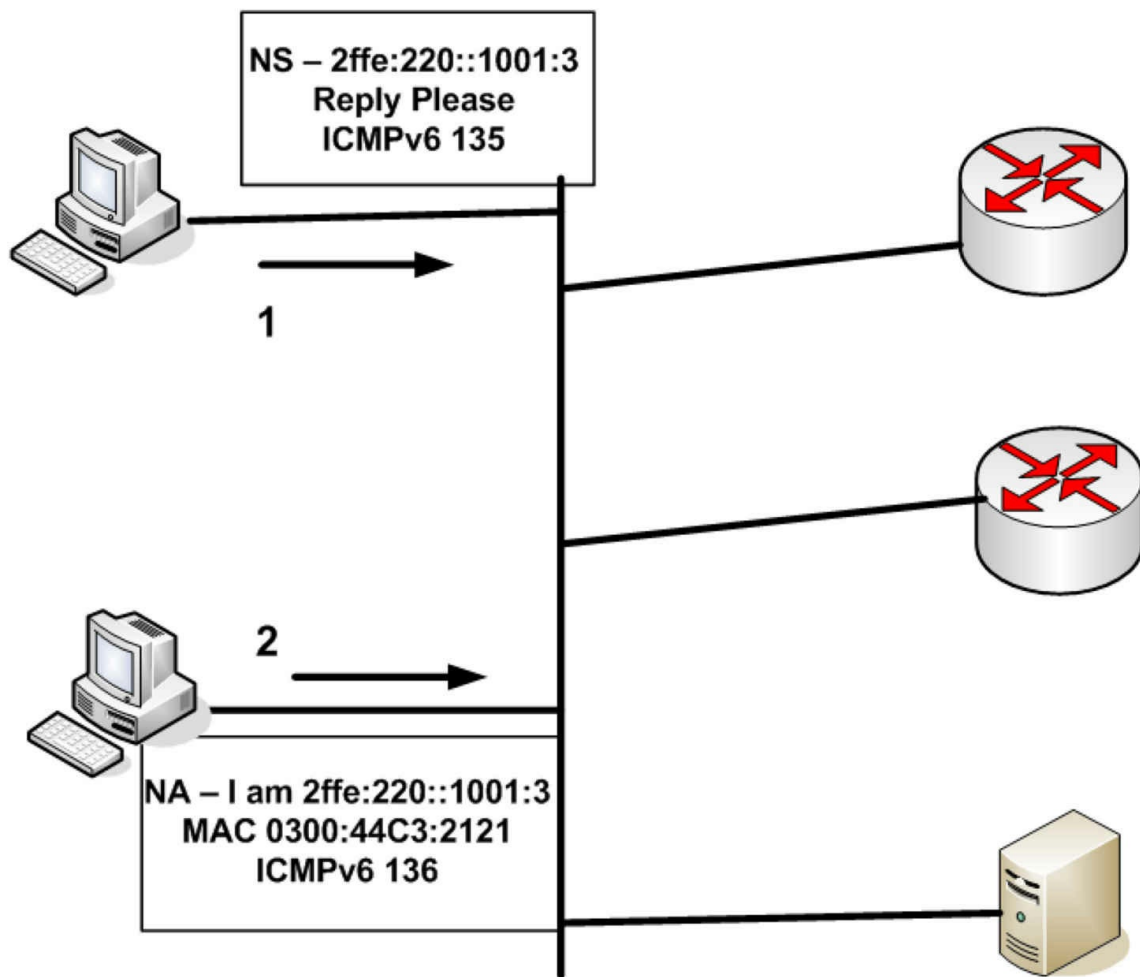 NS – 2ffe:220::1001:3
Reply Please
ICMPv6 135
1
2
NA – I am 2ffe:220::1001:3
MAC 0300:44C3:2121
ICMPv6 136